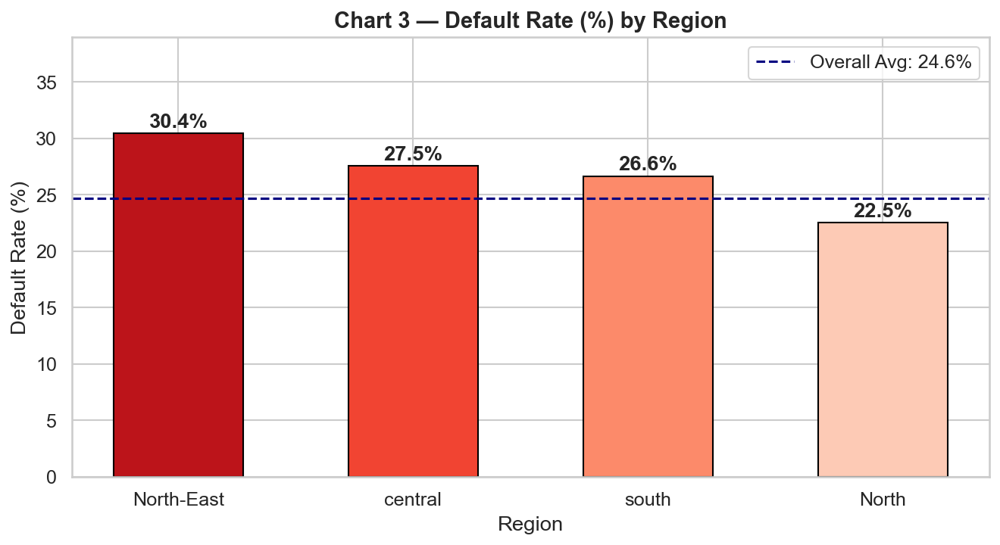 Chart 3 — Default Rate (%) by Region
Overall Avg: 24.6%
35
30
25
20
15
10
5
0
Default Rate (%)
30.4%
27.5%
26.6%
22.5%
North-East
central
south
North
Region